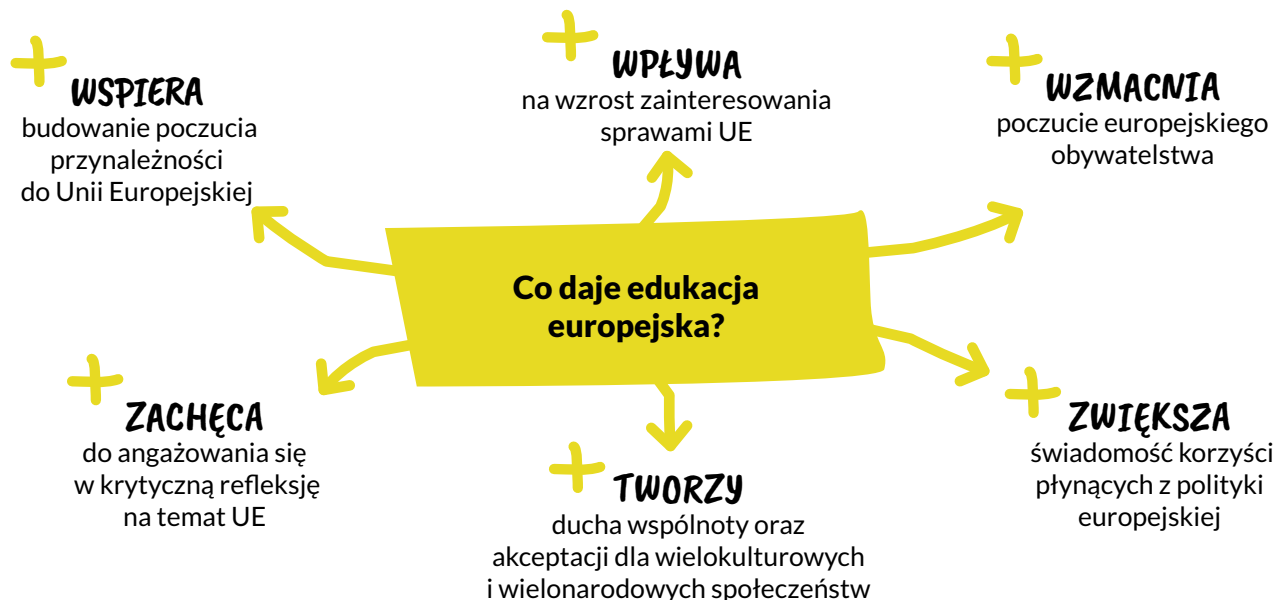 WSPIERA
budowanie poczucia
przynależności
do Unii Europejskiej
WPŁYWA
na wzrost zainteresowania
sprawami UE
WZMACNIA
poczucie europejskiego
obywatelstwa
Co daje edukacja
europejska?
ZACHĘCA
do angażowania się
w krytyczną refleksję
na temat UE
TWORZY
ducha wspólnoty oraz
akceptacji dla wielokulturowych
i wielonarodowych społeczeństw
ZWIĘKSZA
świadomość korzyści
płynących z polityki
europejskiej